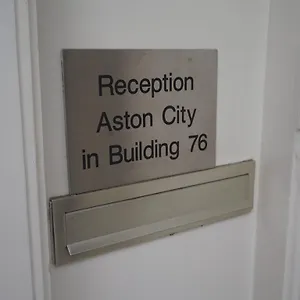 Reception
Aston City
in Building 76